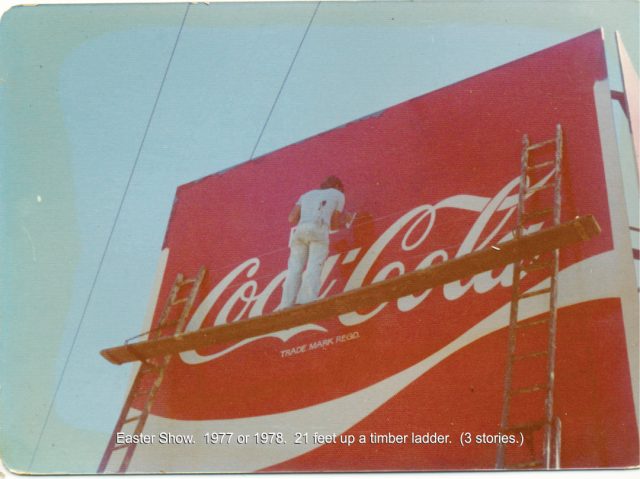 Coca-Cola
TRADE MARK REGD.
Easter Show. 1977 or 1978. 21 feet up a timber ladder. (3 stories.)